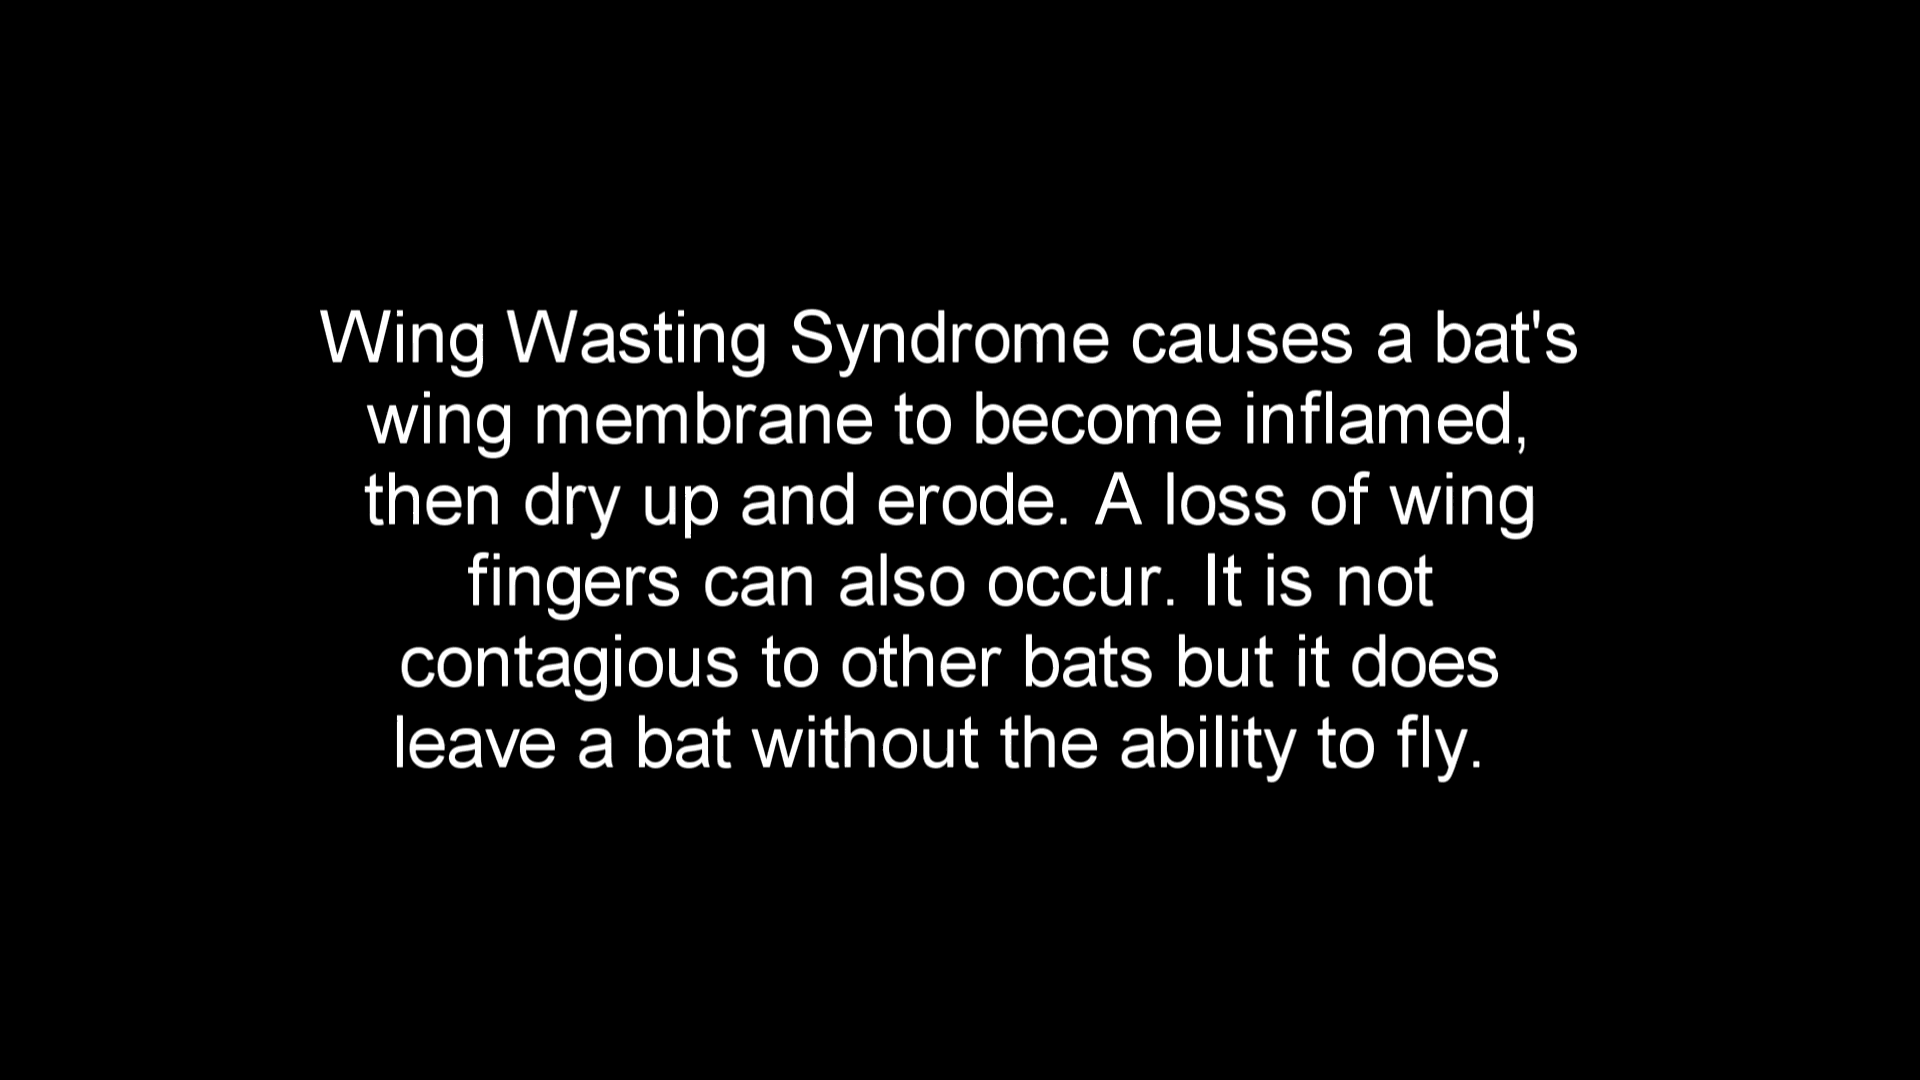 Wing Wasting Syndrome causes a bat's
wing membrane to become inflamed,
then dry up and erode. A loss of wing
fingers can also occur. It is not
contagious to other bats but it does
leave a bat without the ability to fly.